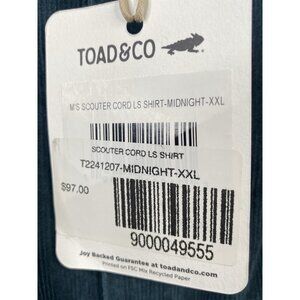 TOAD&CO
M'S SCOUTER CORD LS SHIRT-MIDNIGHT-XXL
SCOUTER CORD LS SHIRT
T2241207-MIDNIGHT-XXL
$97.00
9000049555
Joy Backed Guarantee at toadandco.com
Printed on FSC Mix Recycled Paper